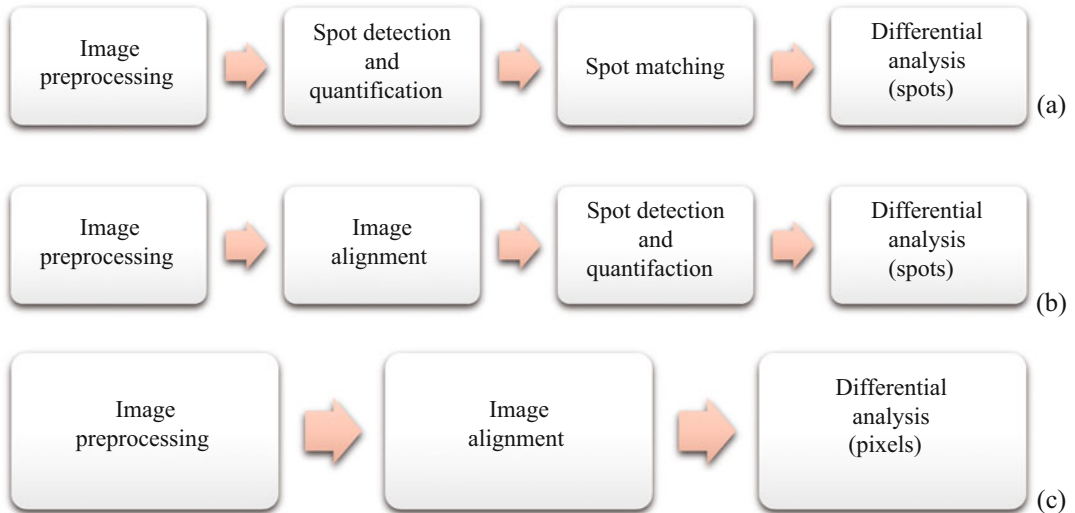 Image
preprocessing
Spot detection
and
quantification
Spot matching
Differential
analysis
(spots)
(a)
Image
preprocessing
Image
alignment
Spot detection
and
quantifaction
Differential
analysis
(spots)
(b)
Image
preprocessing
Image
alignment
Differential
analysis
(pixels)
(c)